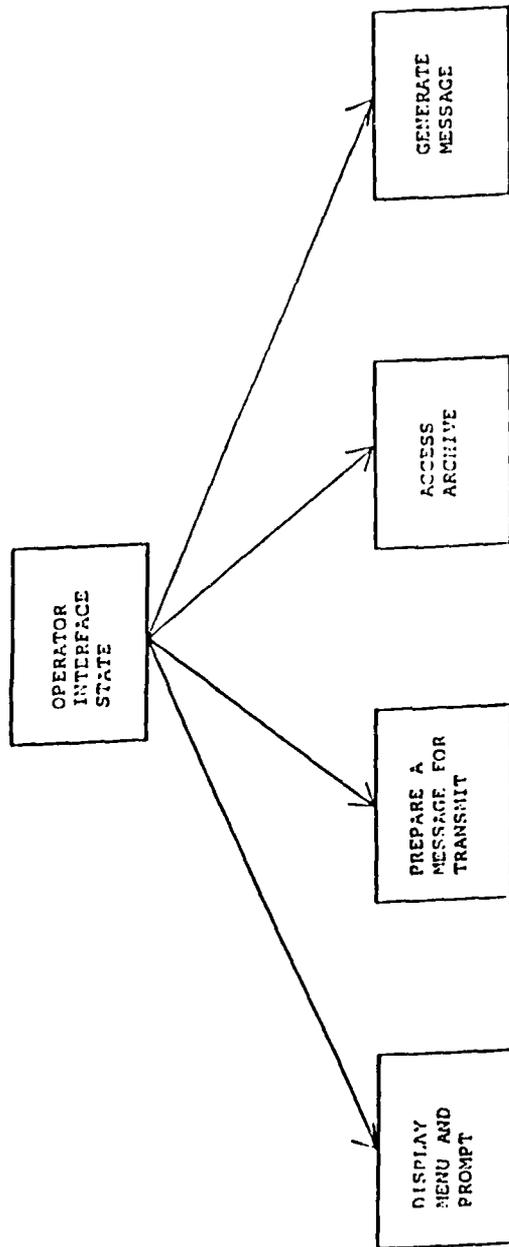 OPERATOR
INTERFACE
STATE
DISPLAY
MENU AND
PROMPT
PREPARE A
MESSAGE FOR
TRANSMIT
ACCESS
ARCHIVE
GENERATE
MESSAGE